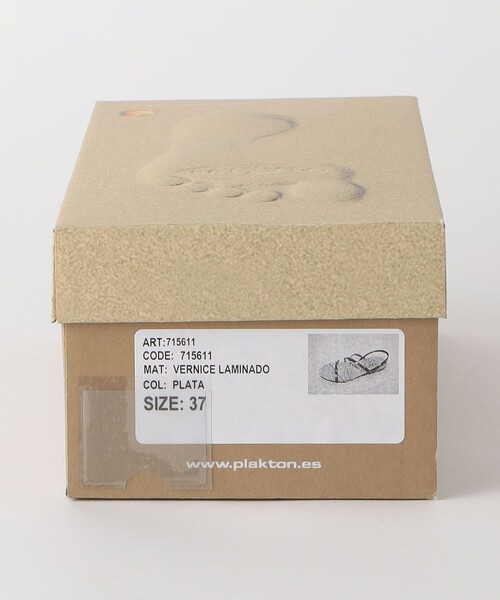 ART:715611
CODE: 715611
MAT: VERNICE LAMINADO
COL: PLATA
SIZE: 37
www.plakton.es